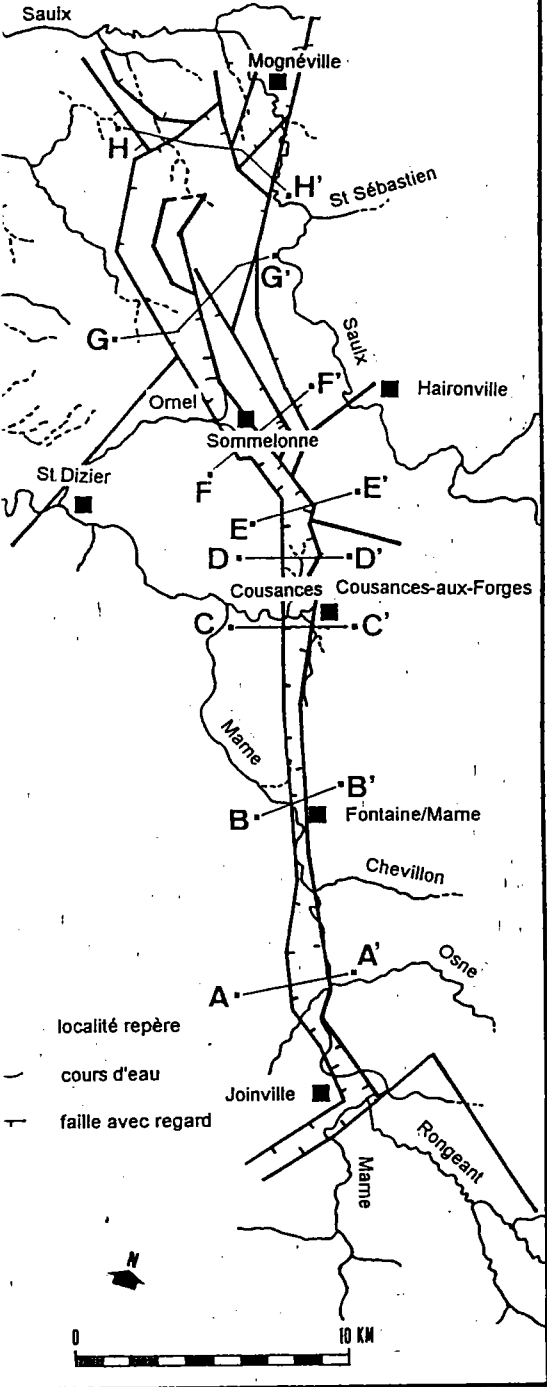 Saulx
Mognéville
H
H'
St Sébastien
G'
G
Saulx
F'
Haironville
Ornel
Sommelonne
St Dizier
F
E'
E
D
D'
Cousances
Cousances-aux-Forges
C
C'
Marne
B'
B
Fontaine/Marne
Chevillon
Osne
A'
A
localité repère
cours d'eau
Joinville
faille avec regard
Rongeant
Marne
N
0
10 KM